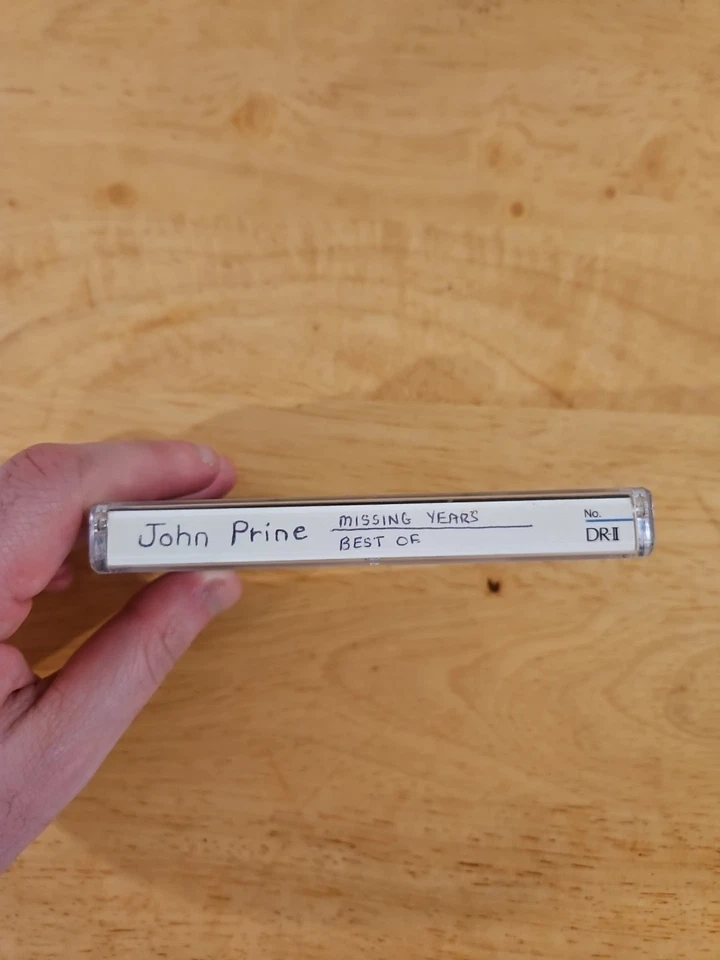 John Prine
MISSING YEARS
BEST OF
No.
DR-II